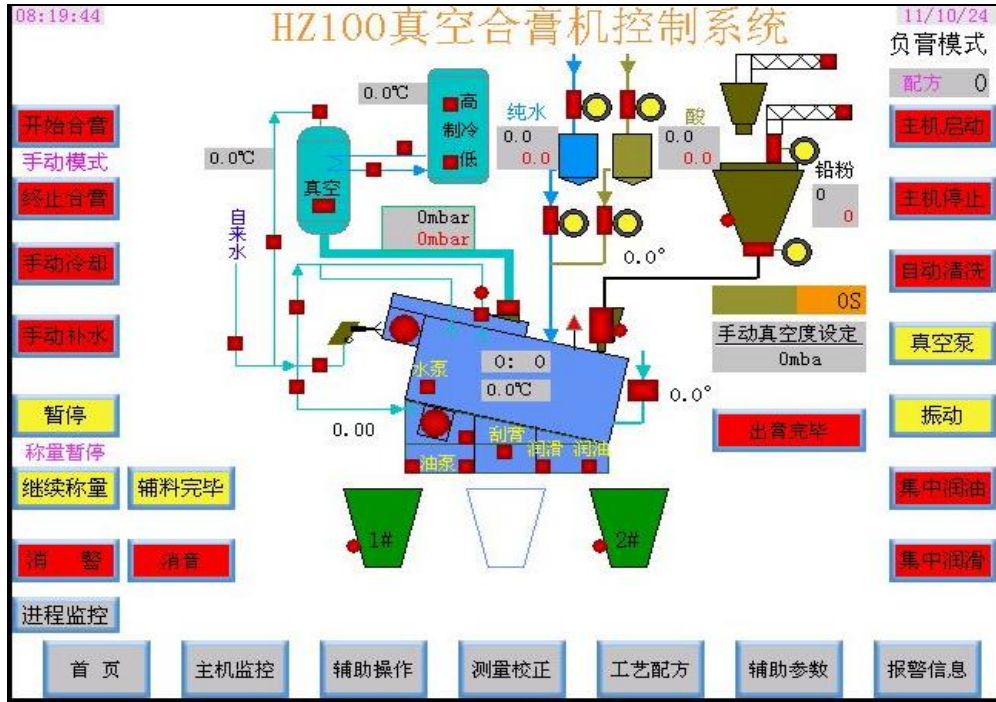 08:19:44
HZ100真空合膏机控制系统
11/10/24
负膏模式
配方 0
开始合膏
手动模式
终止合膏
手动冷却
手动补水
暂停
称量暂停
继续称量
辅料完毕
消 警
消音
进程监控
0.0℃
高
制冷
低
0.0℃
真空
自来水
0mbar
0mbar
纯水
0.0
0.0
酸
0.0
0.0
铅粉
0
0
0.0°
0S
手动真空度设定
0mba
出膏完毕
水泵
0: 0
0.0℃
0.0°
0.00
刮膏
润滑
润油
油泵
1#
2#
主机启动
主机停止
自动清洗
真空泵
振动
集中润油
集中润滑
首 页
主机监控
辅助操作
测量校正
工艺配方
辅助参数
报警信息